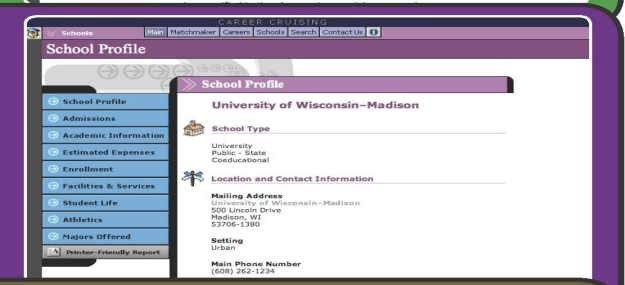 CAREER CRUISING
Schools
Main Matchmaker Careers Schools Search Contact Us
School Profile
School Profile
University of Wisconsin–Madison
School Profile
Admissions
Academic Information
Estimated Expenses
Enrollment
Facilities & Services
Student Life
Athletics
Majors Offered
Printer-Friendly Report
School Type
University
Public - State
Coeducational
Location and Contact Information
Mailing Address
University of Wisconsin–Madison
500 Lincoln Drive
Madison, WI
53706-1380
Setting
Urban
Main Phone Number
(608) 262-1234